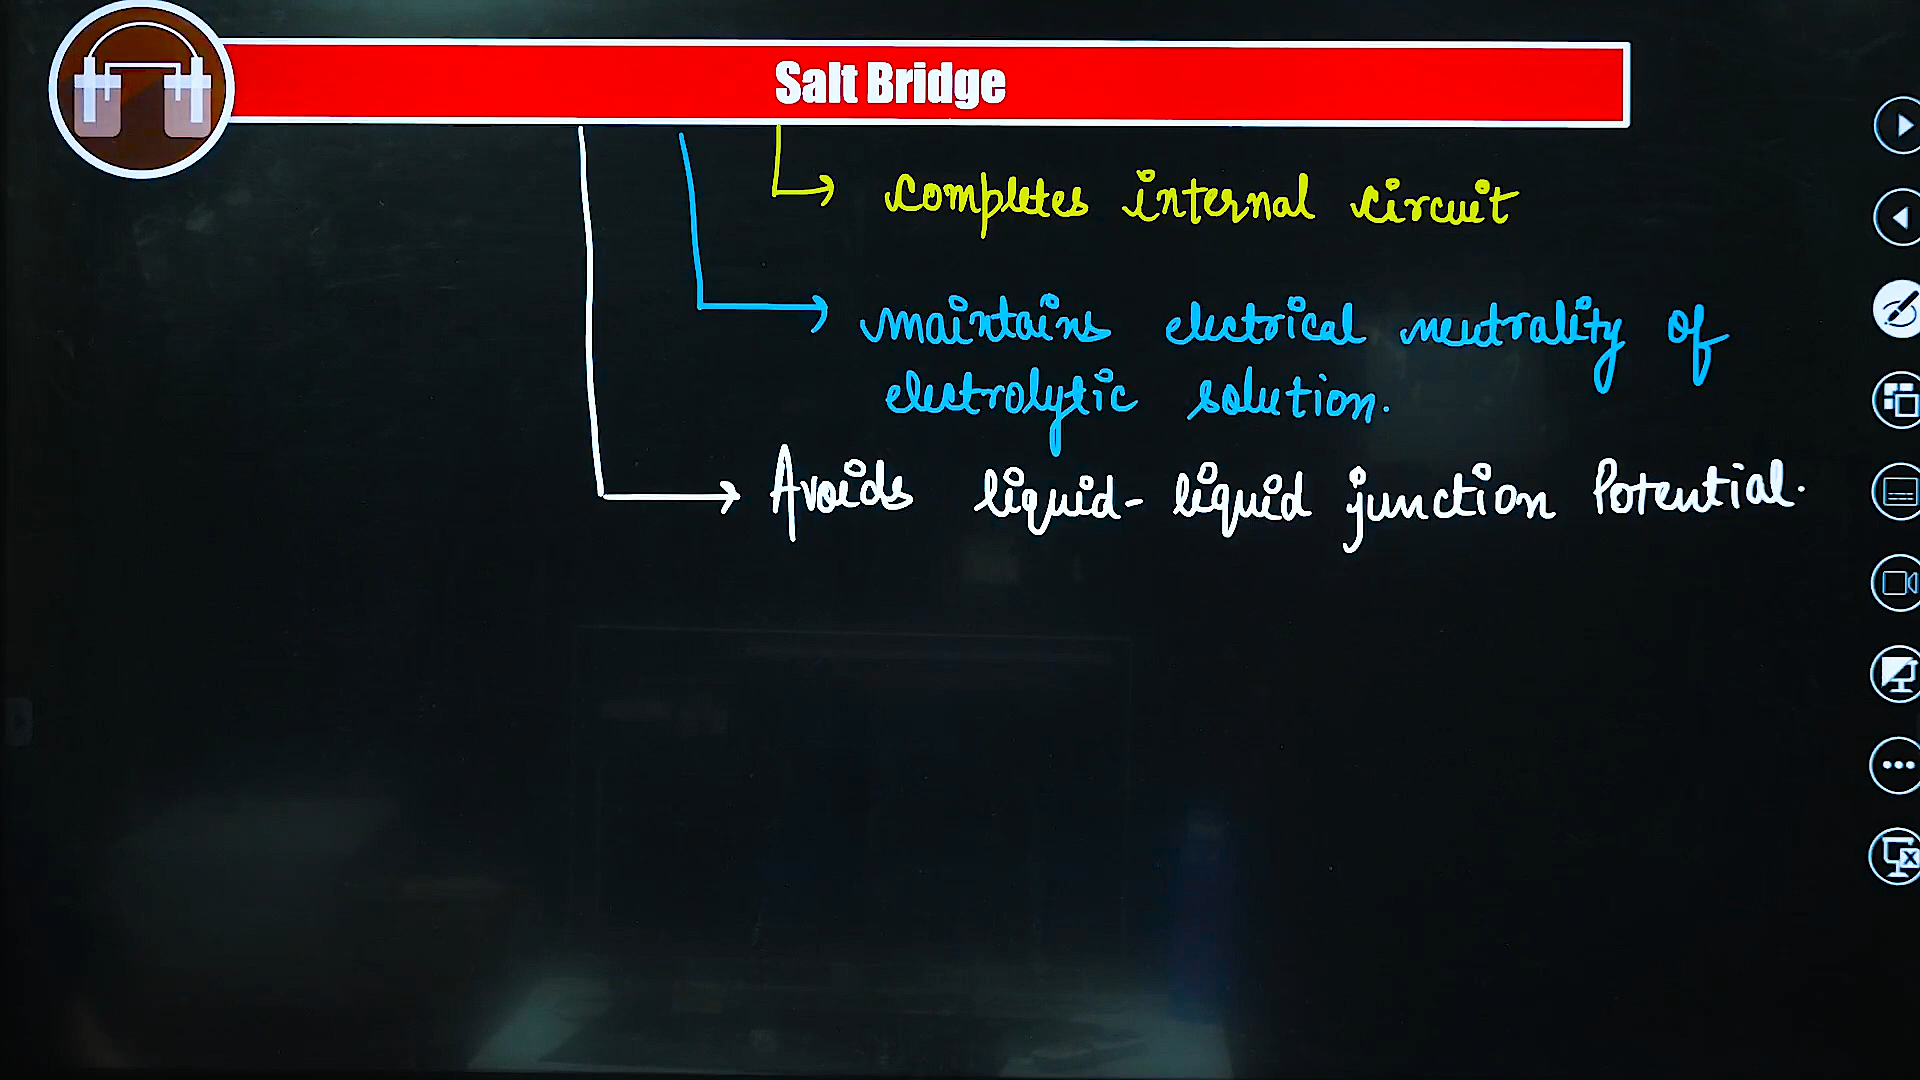 Salt Bridge
completes internal circuit
maintains electrical neutrality of
electrolytic solution.
Avoids liquid-liquid junction Potential.